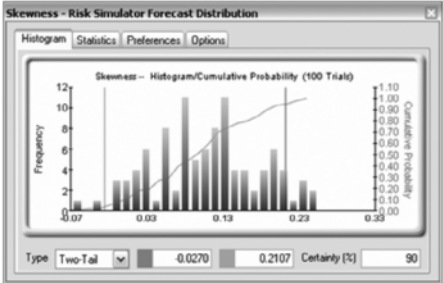 Skewness - Risk Simulator Forecast Distribution
Histogram Statistics Preferences Options
Skewness -- Histogram/Cumulative Probability (100 Trials)
12
10
8
6
4
2
0
Frequency
1.10
1.00
0.90
0.80
0.70
0.60
0.50
0.40
0.30
0.20
0.10
0.00
Cumulative Probability
-0.07 0.03 0.13 0.23 0.33
Type Two-Tail -0.0270 0.2107 Certainty (%) 90